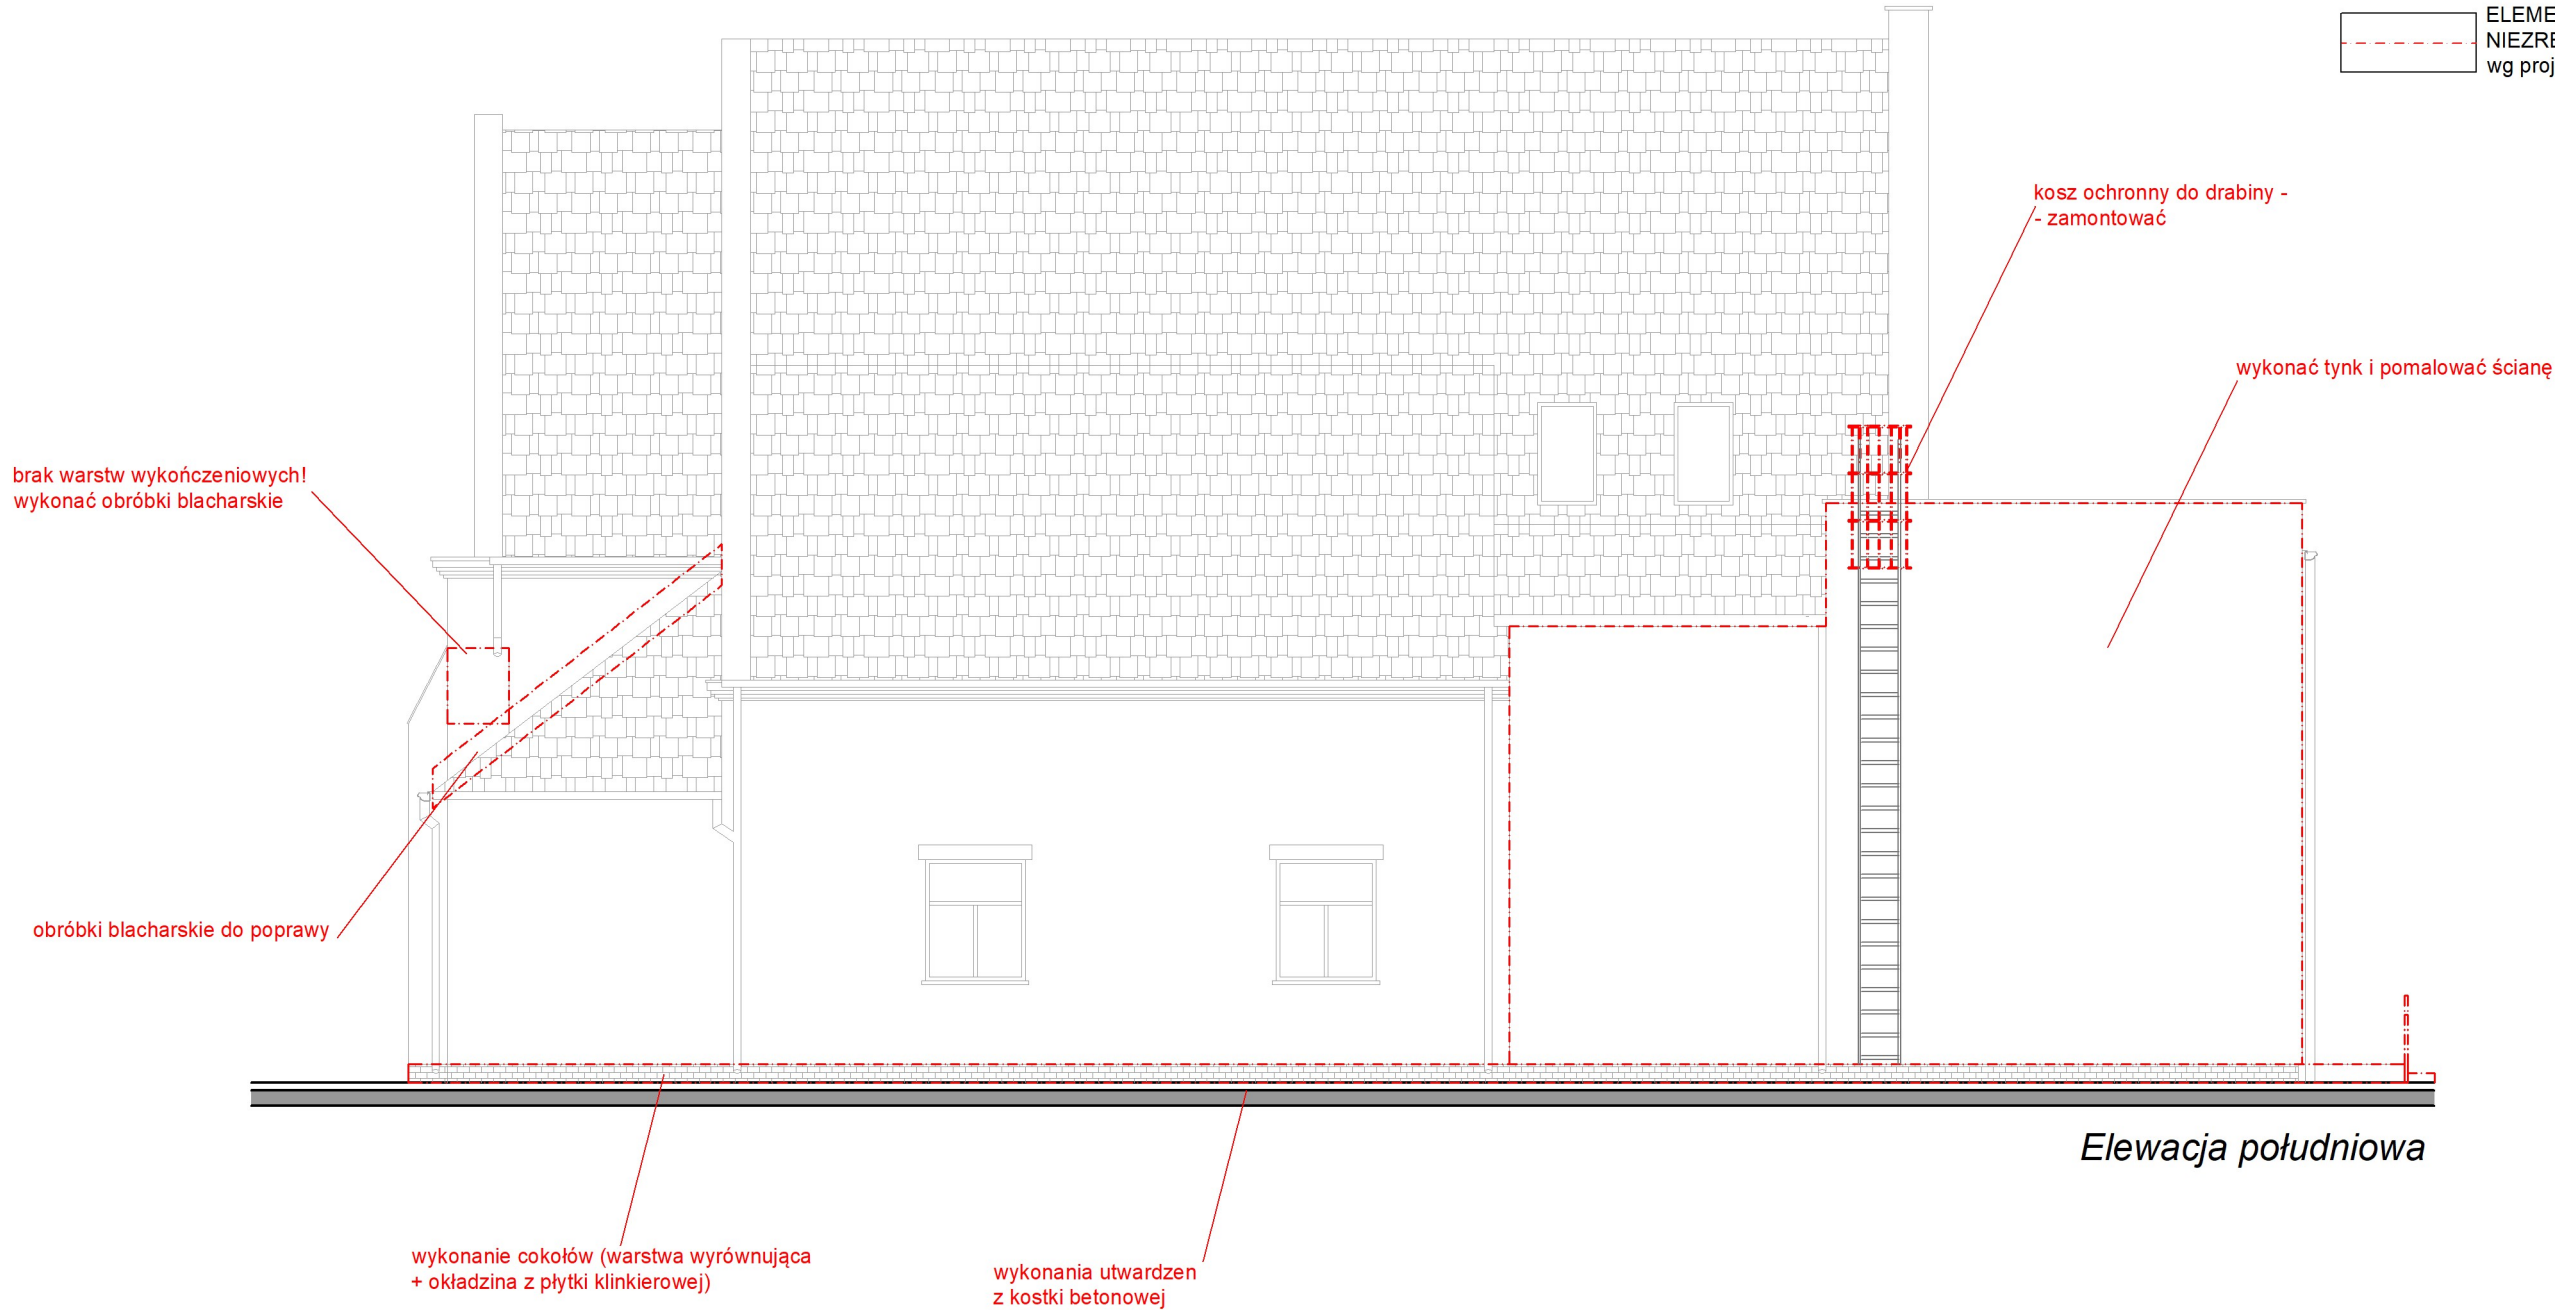 ELEME
NIEZRE
wg proj
kosz ochronny do drabiny -
- zamontować
wykonać tynk i pomalować ścianę
brak warstw wykończeniowych!
wykonać obróbki blacharskie
obróbki blacharskie do poprawy
Elewacja południowa
wykonanie cokołów (warstwa wyrównująca
+ okładzina z płytki klinkierowej)
wykonania utwardzen
z kostki betonowej